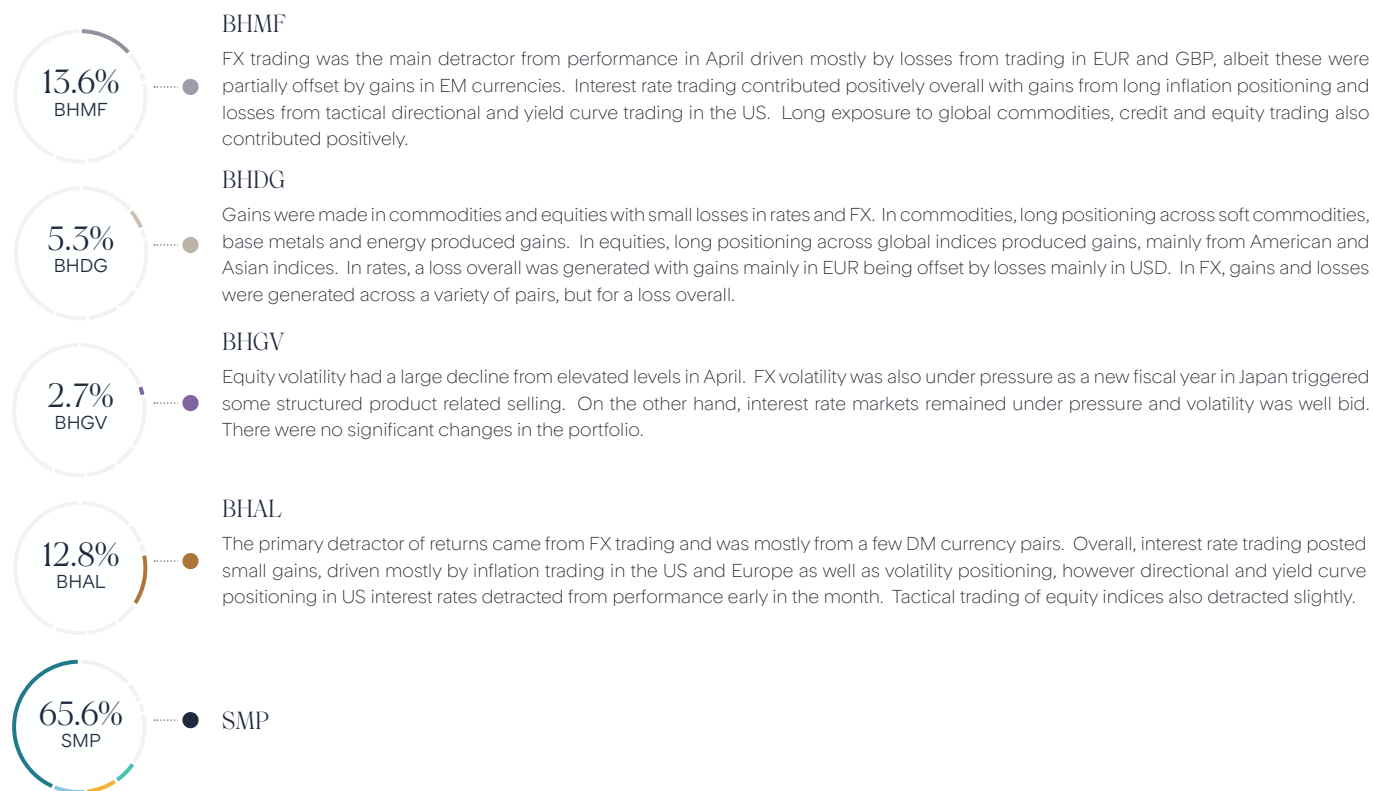 BHMF
FX trading was the main detractor from performance in April driven mostly by losses from trading in EUR and GBP, albeit these were
13.6%
BHMF
partially offset by gains in EM currencies.  Interest rate trading contributed positively overall with gains from long inflation positioning and
losses from tactical directional and yield curve trading in the US.  Long exposure to global commodities, credit and equity trading also
contributed positively.
BHDG
Gains were made in commodities and equities with small losses in rates and FX.  In commodities, long positioning across soft commodities,
5.3%
BHDG
base metals and energy produced gains.  In equities, long positioning across global indices produced gains, mainly from American and
Asian indices.  In rates, a loss overall was generated with gains mainly in EUR being offset by losses mainly in USD.  In FX, gains and losses
were generated across a variety of pairs, but for a loss overall.
BHGV
Equity volatility had a large decline from elevated levels in April.  FX volatility was also under pressure as a new fiscal year in Japan triggered
2.7%
BHGV
some structured product related selling.  On the other hand, interest rate markets remained under pressure and volatility was well bid.
There were no significant changes in the portfolio.
BHAL
The primary detractor of returns came from FX trading and was mostly from a few DM currency pairs.  Overall, interest rate trading posted
12.8%
BHAL
small gains, driven mostly by inflation trading in the US and Europe as well as volatility positioning, however directional and yield curve
positioning in US interest rates detracted from performance early in the month.  Tactical trading of equity indices also detracted slightly.
65.6%
SMP
SMP